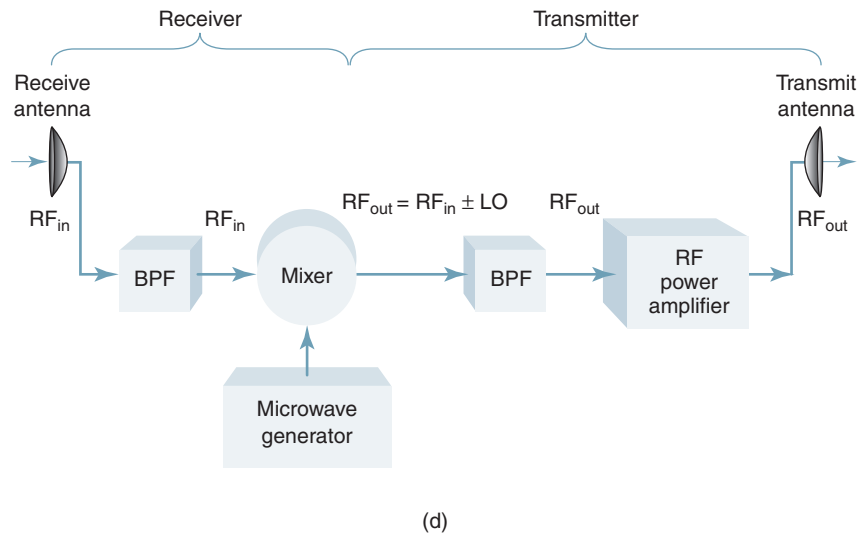 Receiver
Transmitter
Receive
antenna
Transmit
antenna
RFin
RFin
RFout = RFin ± LO
RFout
RFout
BPF
Mixer
BPF
RF
power
amplifier
Microwave
generator
(d)